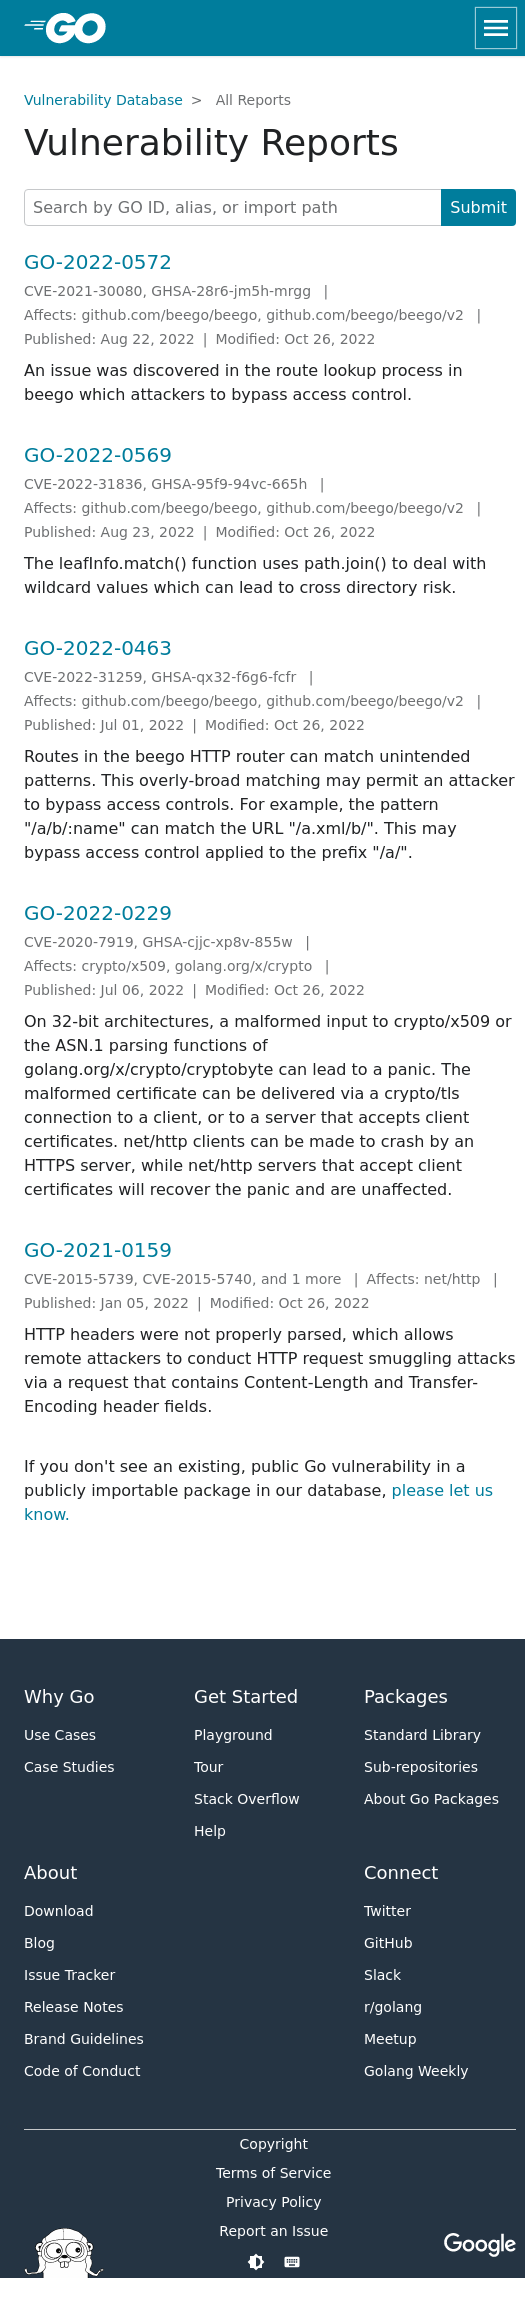 GO
Vulnerability Database > All Reports
Vulnerability Reports
Search by GO ID, alias, or import path Submit
GO-2022-0572
CVE-2021-30080, GHSA-28r6-jm5h-mrgg |
Affects: github.com/beego/beego, github.com/beego/beego/v2 |
Published: Aug 22, 2022 | Modified: Oct 26, 2022
An issue was discovered in the route lookup process in
beego which attackers to bypass access control.
GO-2022-0569
CVE-2022-31836, GHSA-95f9-94vc-665h |
Affects: github.com/beego/beego, github.com/beego/beego/v2 |
Published: Aug 23, 2022 | Modified: Oct 26, 2022
The leafInfo.match() function uses path.join() to deal with
wildcard values which can lead to cross directory risk.
GO-2022-0463
CVE-2022-31259, GHSA-qx32-f6g6-fcfr |
Affects: github.com/beego/beego, github.com/beego/beego/v2 |
Published: Jul 01, 2022 | Modified: Oct 26, 2022
Routes in the beego HTTP router can match unintended
patterns. This overly-broad matching may permit an attacker
to bypass access controls. For example, the pattern
"/a/b/:name" can match the URL "/a.xml/b/". This may
bypass access control applied to the prefix "/a/".
GO-2022-0229
CVE-2020-7919, GHSA-cjjc-xp8v-855w |
Affects: crypto/x509, golang.org/x/crypto |
Published: Jul 06, 2022 | Modified: Oct 26, 2022
On 32-bit architectures, a malformed input to crypto/x509 or
the ASN.1 parsing functions of
golang.org/x/crypto/cryptobyte can lead to a panic. The
malformed certificate can be delivered via a crypto/tls
connection to a client, or to a server that accepts client
certificates. net/http clients can be made to crash by an
HTTPS server, while net/http servers that accept client
certificates will recover the panic and are unaffected.
GO-2021-0159
CVE-2015-5739, CVE-2015-5740, and 1 more | Affects: net/http |
Published: Jan 05, 2022 | Modified: Oct 26, 2022
HTTP headers were not properly parsed, which allows
remote attackers to conduct HTTP request smuggling attacks
via a request that contains Content-Length and Transfer-
Encoding header fields.
If you don't see an existing, public Go vulnerability in a
publicly importable package in our database, please let us
know.
Why Go
Use Cases
Case Studies
Get Started
Playground
Tour
Stack Overflow
Help
Packages
Standard Library
Sub-repositories
About Go Packages
About
Download
Blog
Issue Tracker
Release Notes
Brand Guidelines
Code of Conduct
Connect
Twitter
GitHub
Slack
r/golang
Meetup
Golang Weekly
Copyright
Terms of Service
Privacy Policy
Report an Issue
Google